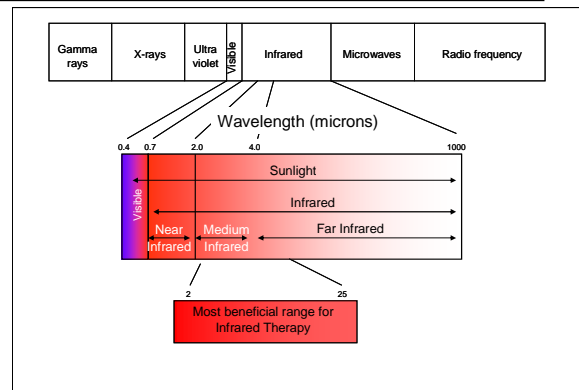 Gamma rays
X-rays
Ultra violet
Visible
Infrared
Microwaves
Radio frequency
Wavelength (microns)
0.4 0.7 2.0 4.0 1000
Sunlight
Visible
Infrared
Near Infrared
Medium Infrared
Far Infrared
2 25
Most beneficial range for
Infrared Therapy